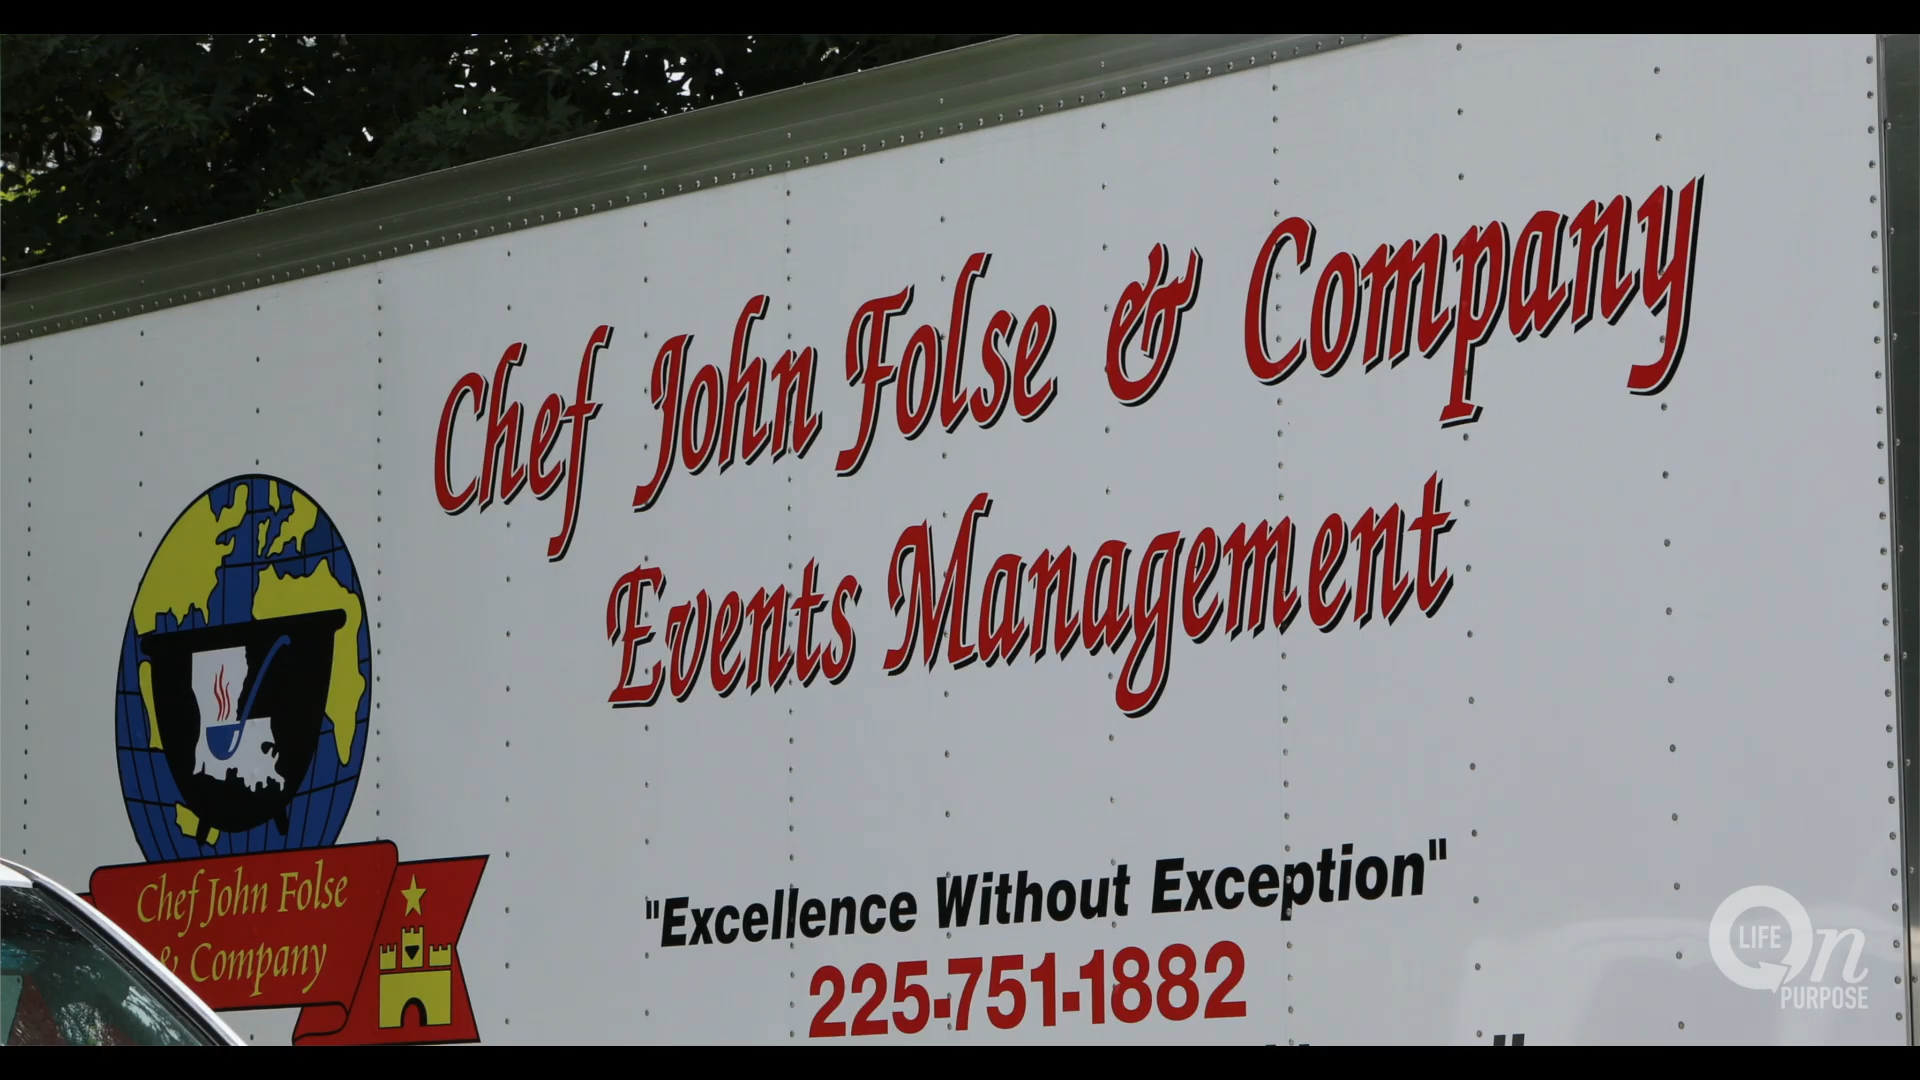 Chef John Folse & Company
Events Management
Chef John Folse
& Company
"Excellence Without Exception"
225-751-1882
LIFE
On
PURPOSE